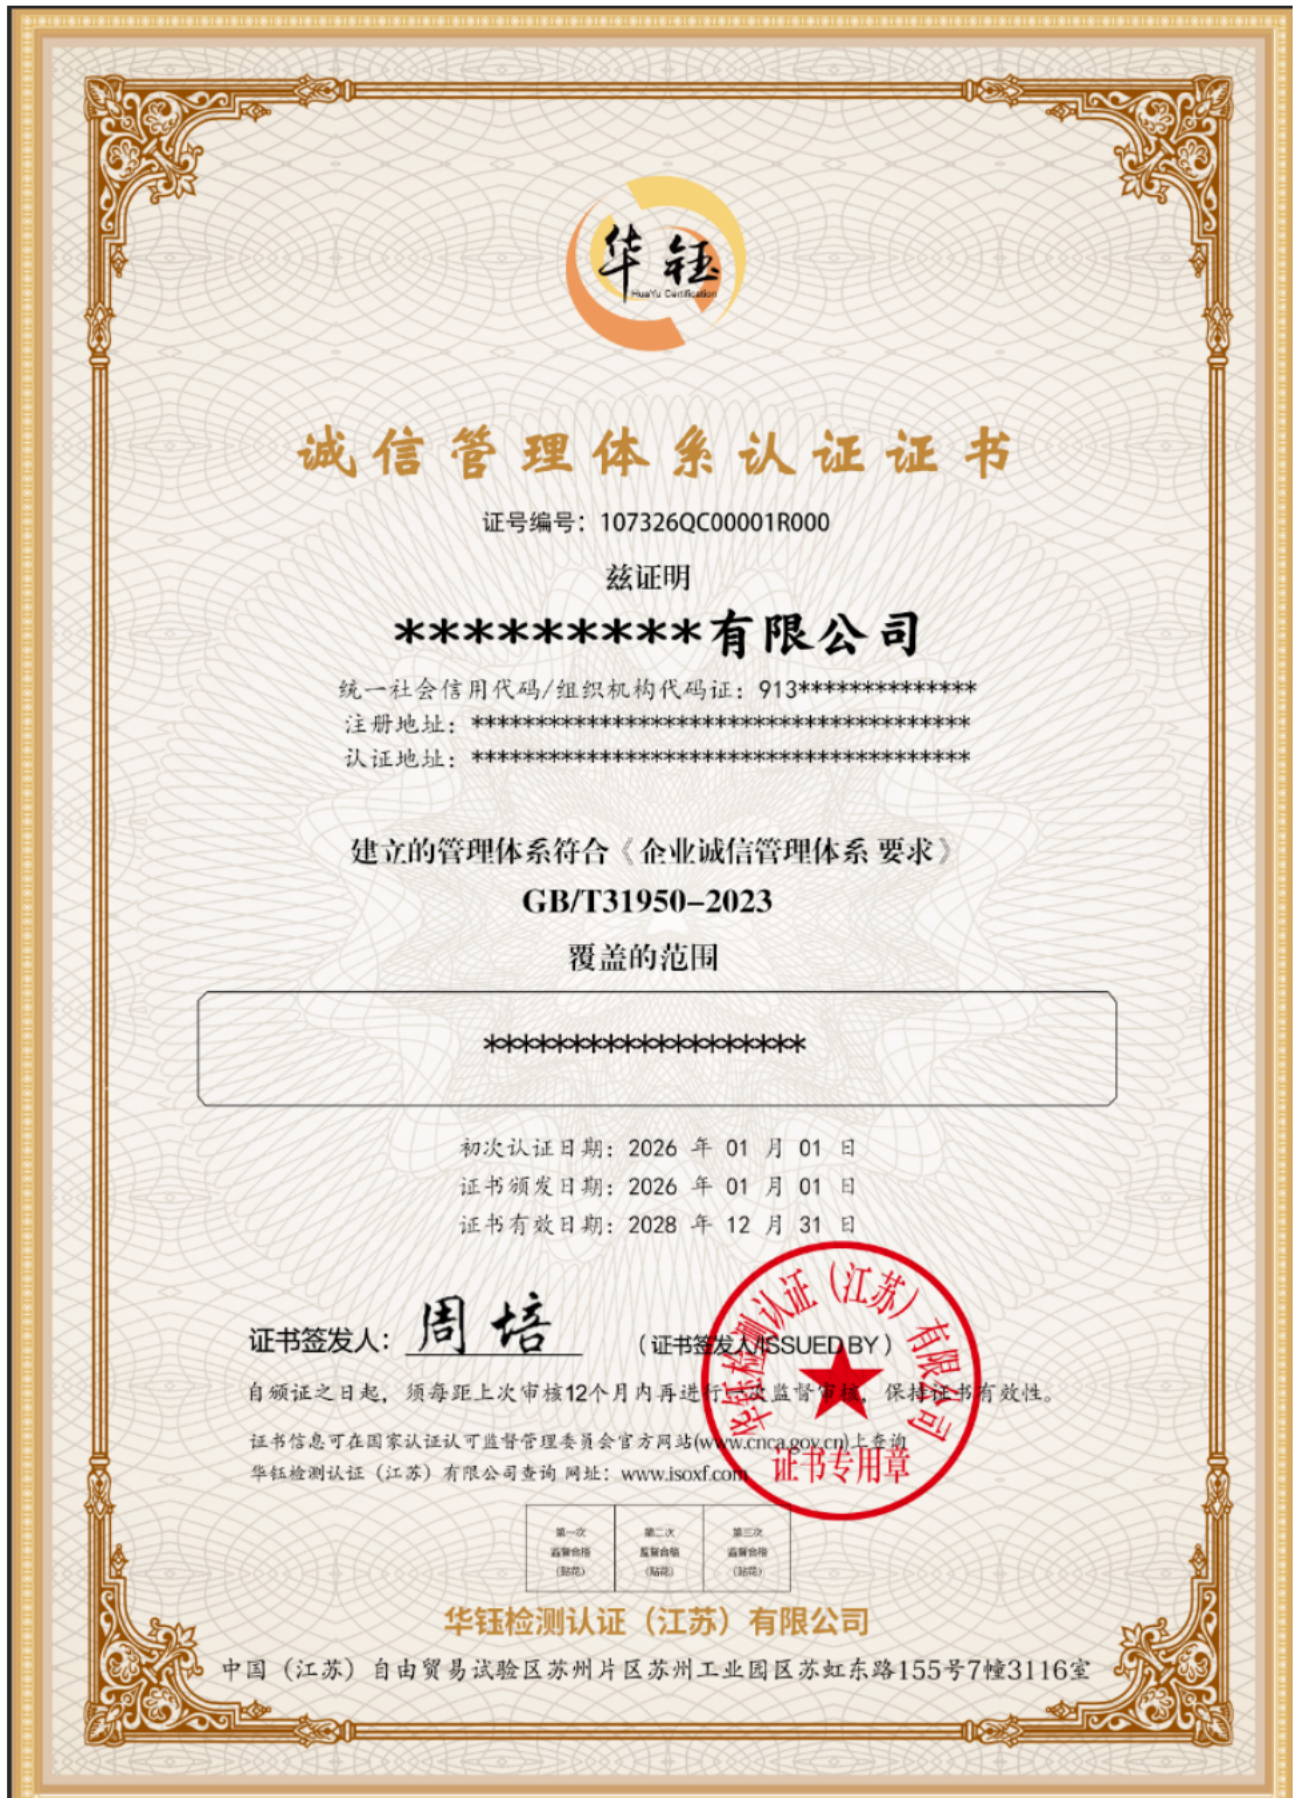 华钰
HuaYu Certification
诚信管理体系认证证书
证号编号：107326QC00001R000
兹证明
*********有限公司
统一社会信用代码/组织机构代码证：913**************
注册地址：***************************************
认证地址：***************************************
建立的管理体系符合《企业诚信管理体系 要求》
GB/T31950-2023
覆盖的范围
*******************
初次认证日期：2026 年 01 月 01 日
证书颁发日期：2026 年 01 月 01 日
证书有效日期：2028 年 12 月 31 日
证书签发人：周培 （证书签发人/ISSUED BY）
自颁证之日起，须每距上次审核12个月内再进行一次监督审核，保持证书有效性。
证书信息可在国家认证认可监督管理委员会官方网站(www.cnca.gov.cn)上查询
华钰检测认证（江苏）有限公司查询 网址：www.isoxf.com
华钰检测认证（江苏）有限公司
证书专用章
第一次 监督合格 （贴花）
第二次 监督合格 （贴花）
第三次 监督合格 （贴花）
华钰检测认证（江苏）有限公司
中国（江苏）自由贸易试验区苏州片区苏州工业园区苏虹东路155号7幢3116室